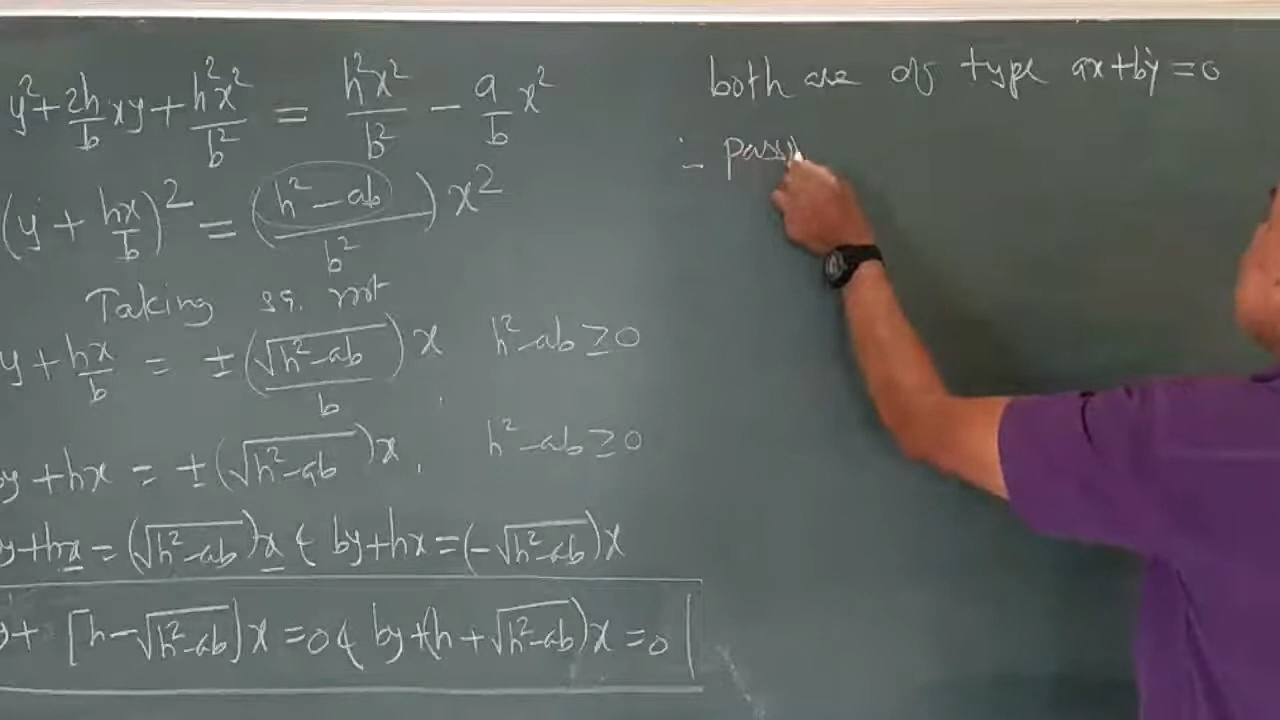 y²+2h/b xy+h²x²/b² = h²x²/b² - a/b x²
(y + hx/b)² = (h²-ab/b²)x²
Taking sq. root
y + hx/b = ±(√h²-ab/b)x h²-ab ≥ 0
by + hx = ±(√h²-ab)x, h²-ab ≥ 0
by+hx = (√h²-ab)x & by+hx = (-√h²-ab)x
y+ [h-√h²-ab]x = 0 & by+(h+√h²-ab)x = 0
both are of type ax+by=0
∴ pass